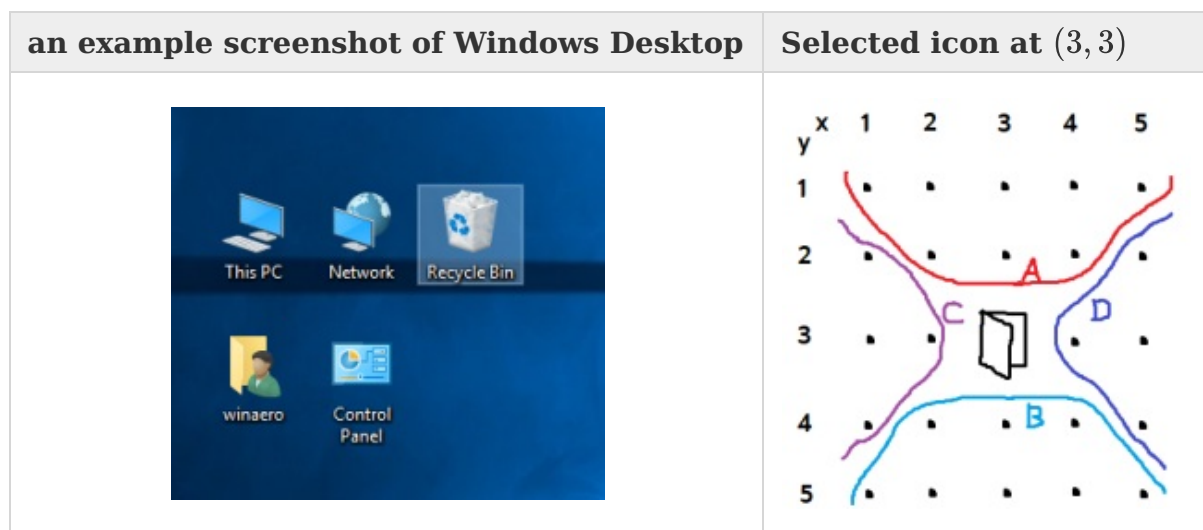 an example screenshot of Windows Desktop
Selected icon at (3, 3)
This PC
Network
Recycle Bin
winaero
Control
Panel
x 1 2 3 4 5
y
1
2
A
C
D
3
4
B
5